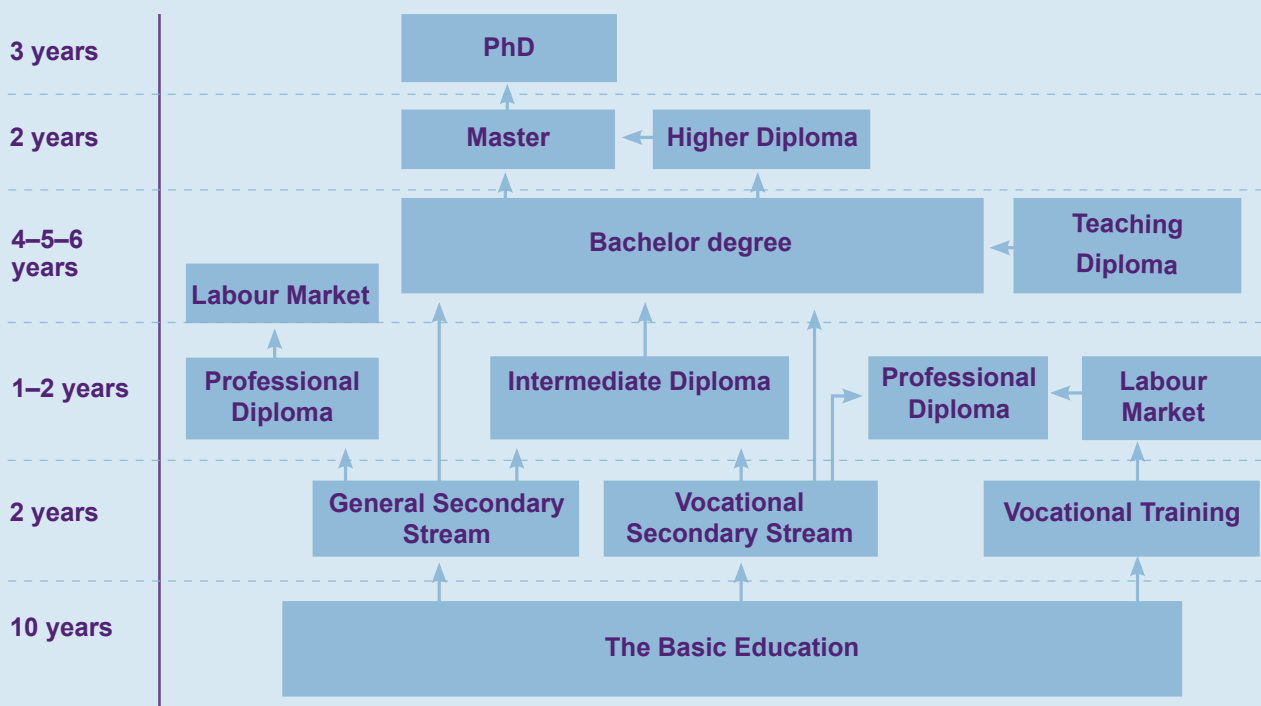 3 years
PhD
2 years
Master
Higher Diploma
4–5–6
years
Bachelor degree
Teaching
Diploma
Labour Market
1–2 years
Professional
Diploma
Intermediate Diploma
Professional
Diploma
Labour
Market
2 years
General Secondary
Stream
Vocational
Secondary Stream
Vocational Training
10 years
The Basic Education